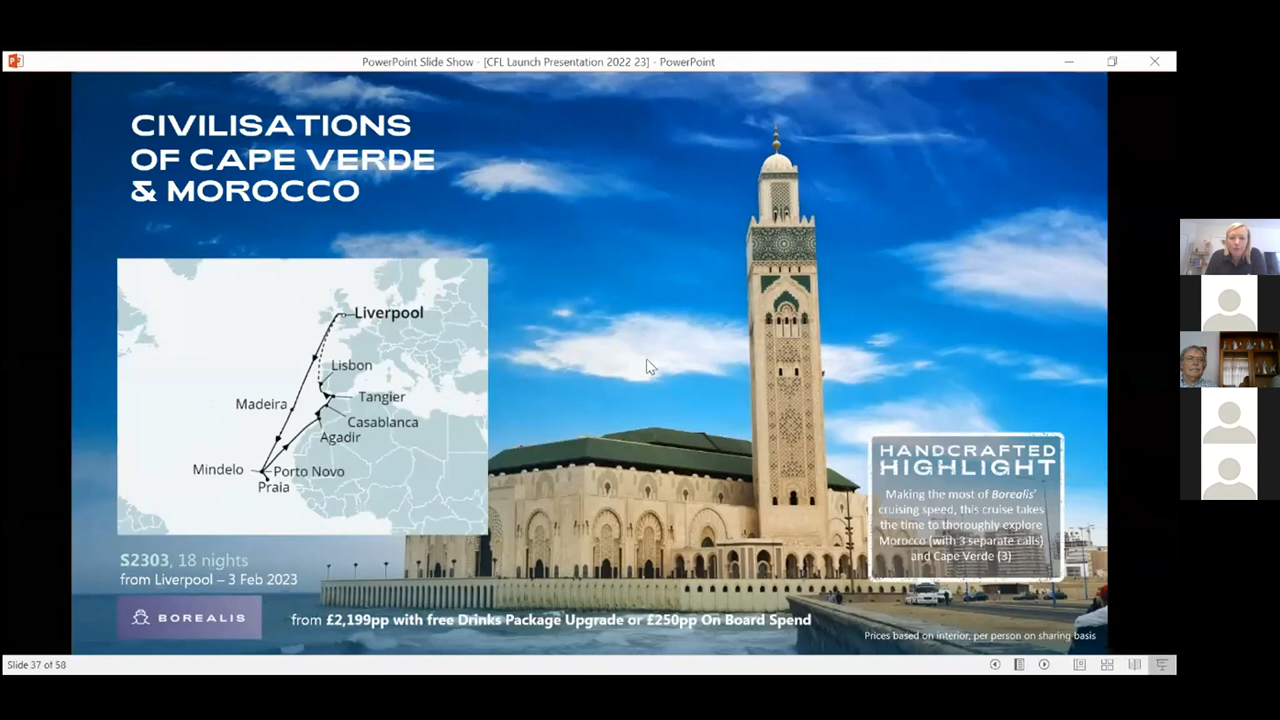 PowerPoint Slide Show - [CFL Launch Presentation 2022 23] - PowerPoint
CIVILISATIONS
OF CAPE VERDE
& MOROCCO
Liverpool
Lisbon
Madeira
Tangier
Casablanca
Agadir
Mindelo
Porto Novo
Praia
HANDCRAFTED
HIGHLIGHT
Making the most of Borealis'
cruising speed, this cruise takes
the time to thoroughly explore
Morocco (with 3 separate calls)
and Cape Verde (3)
S2303, 18 nights
from Liverpool – 3 Feb 2023
BOREALIS
from £2,199pp with free Drinks Package Upgrade or £250pp On Board Spend
Prices based on interior, per person on sharing basis
Slide 37 of 58